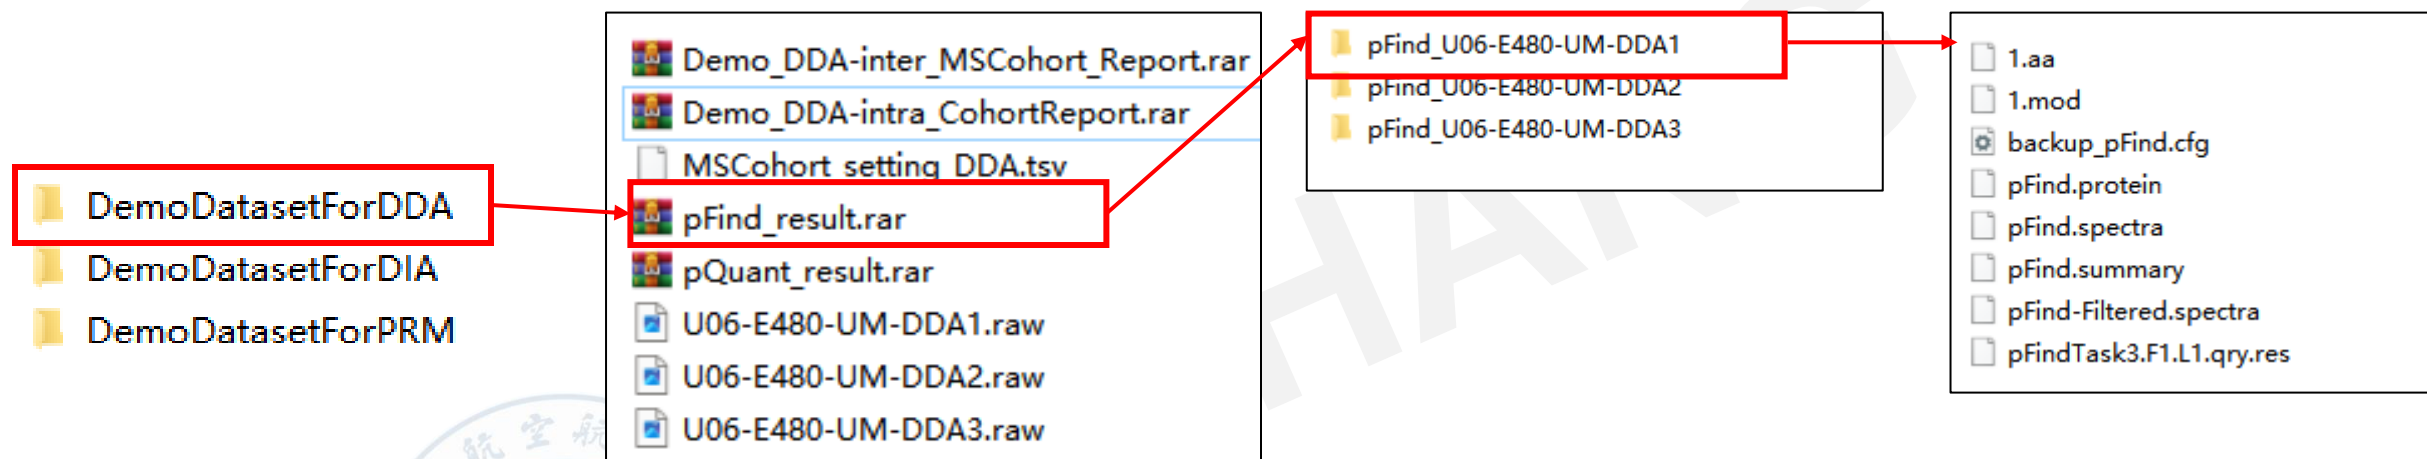 DemoDatasetForDDA
DemoDatasetForDIA
DemoDatasetForPRM
Demo_DDA-inter_MSCohort_Report.rar
Demo_DDA-intra_CohortReport.rar
MSCohort_setting_DDA.tsv
pFind_result.rar
pQuant_result.rar
U06-E480-UM-DDA1.raw
U06-E480-UM-DDA2.raw
U06-E480-UM-DDA3.raw
pFind_U06-E480-UM-DDA1
pFind_U06-E480-UM-DDA2
pFind_U06-E480-UM-DDA3
1.aa
1.mod
backup_pFind.cfg
pFind.protein
pFind.spectra
pFind.summary
pFind-Filtered.spectra
pFindTask3.F1.L1.qry.res
航空航